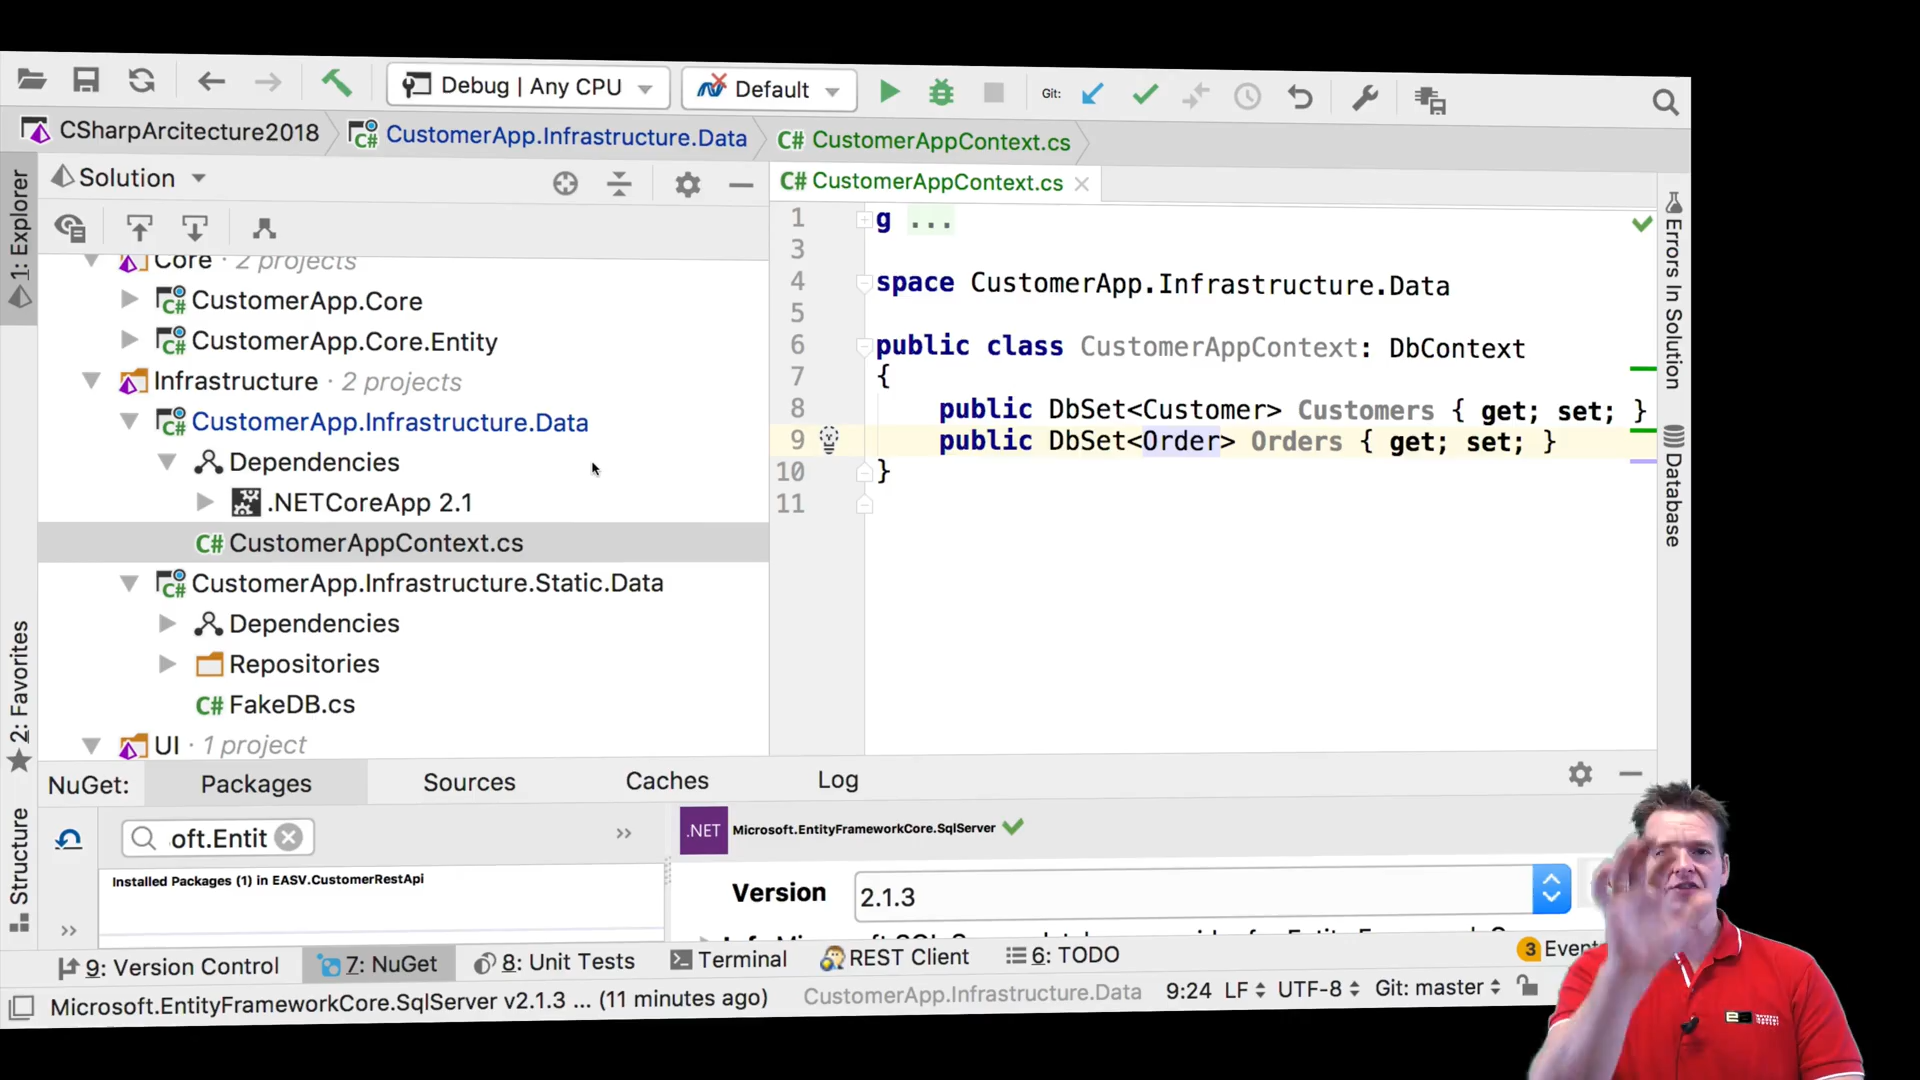 Debug | Any CPU
Default
Git:
CSharpArcitecture2018
CustomerApp.Infrastructure.Data
C# CustomerAppContext.cs
1: Explorer
Solution
C# CustomerAppContext.cs
Core · 2 projects
C# CustomerApp.Core
C# CustomerApp.Core.Entity
Infrastructure · 2 projects
C# CustomerApp.Infrastructure.Data
Dependencies
.NETCoreApp 2.1
C# CustomerAppContext.cs
C# CustomerApp.Infrastructure.Static.Data
Dependencies
Repositories
C# FakeDB.cs
UI · 1 project
1 g ...
3
4 space CustomerApp.Infrastructure.Data
5
6 public class CustomerAppContext: DbContext
7 {
8 public DbSet<Customer> Customers { get; set; }
9 public DbSet<Order> Orders { get; set; }
10 }
11
Errors In Solution
Database
2: Favorites
Structure
NuGet: Packages Sources Caches Log
oft.Entit
Installed Packages (1) in EASV.CustomerRestApi
.NET Microsoft.EntityFrameworkCore.SqlServer
Version 2.1.3
9: Version Control 7: NuGet 8: Unit Tests Terminal REST Client 6: TODO 3 Event
Microsoft.EntityFrameworkCore.SqlServer v2.1.3 ... (11 minutes ago) CustomerApp.Infrastructure.Data 9:24 LF UTF-8 Git: master